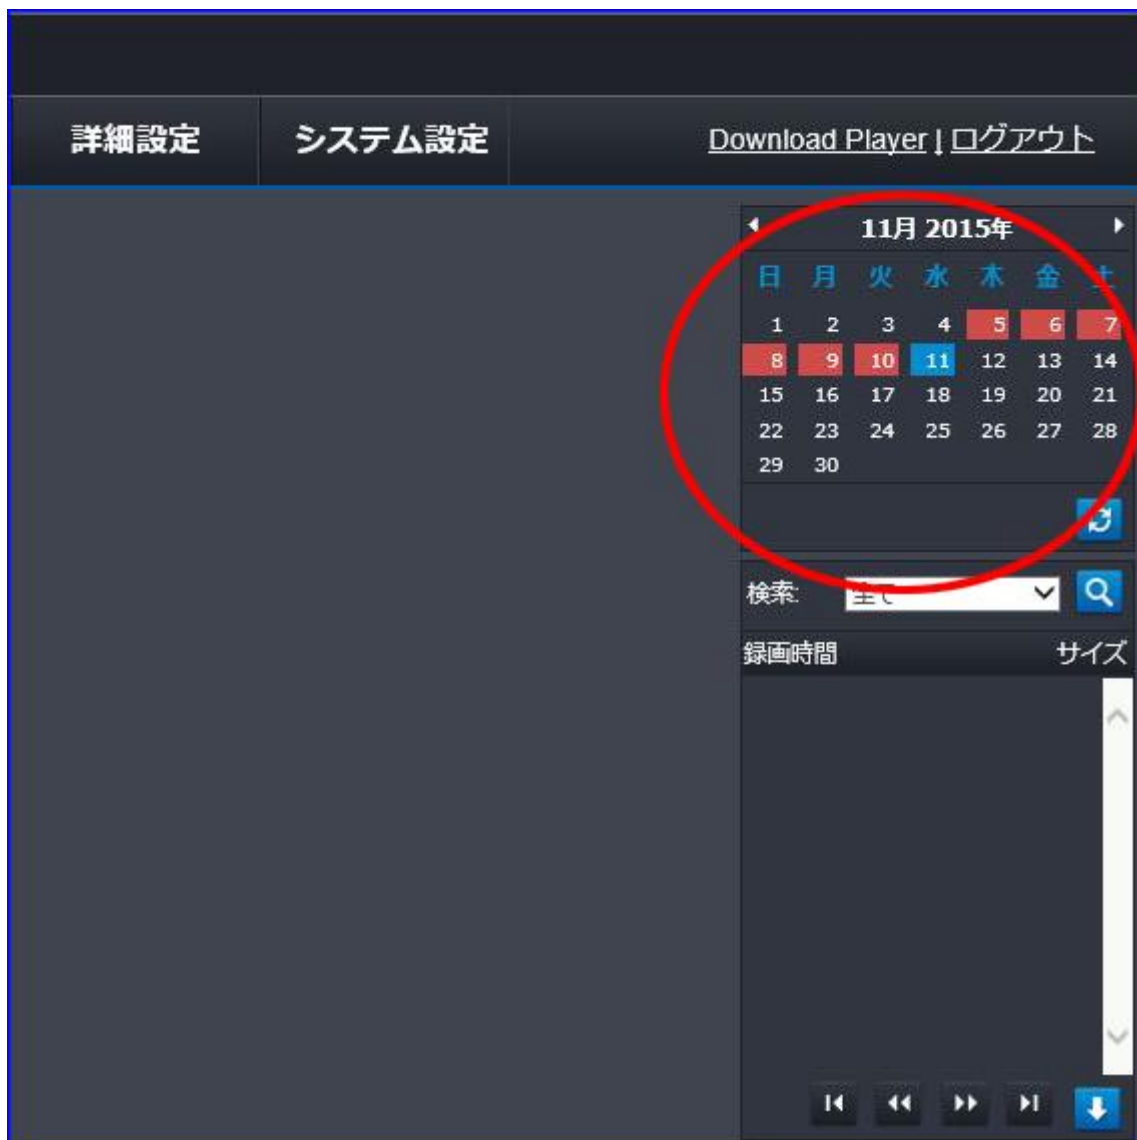 詳細設定 システム設定 Download Player | ログアウト
11月 2015年
日 月 火 水 木 金 土
1 2 3 4 5 6 7
8 9 10 11 12 13 14
15 16 17 18 19 20 21
22 23 24 25 26 27 28
29 30
検索: 全て
録画時間 サイズ